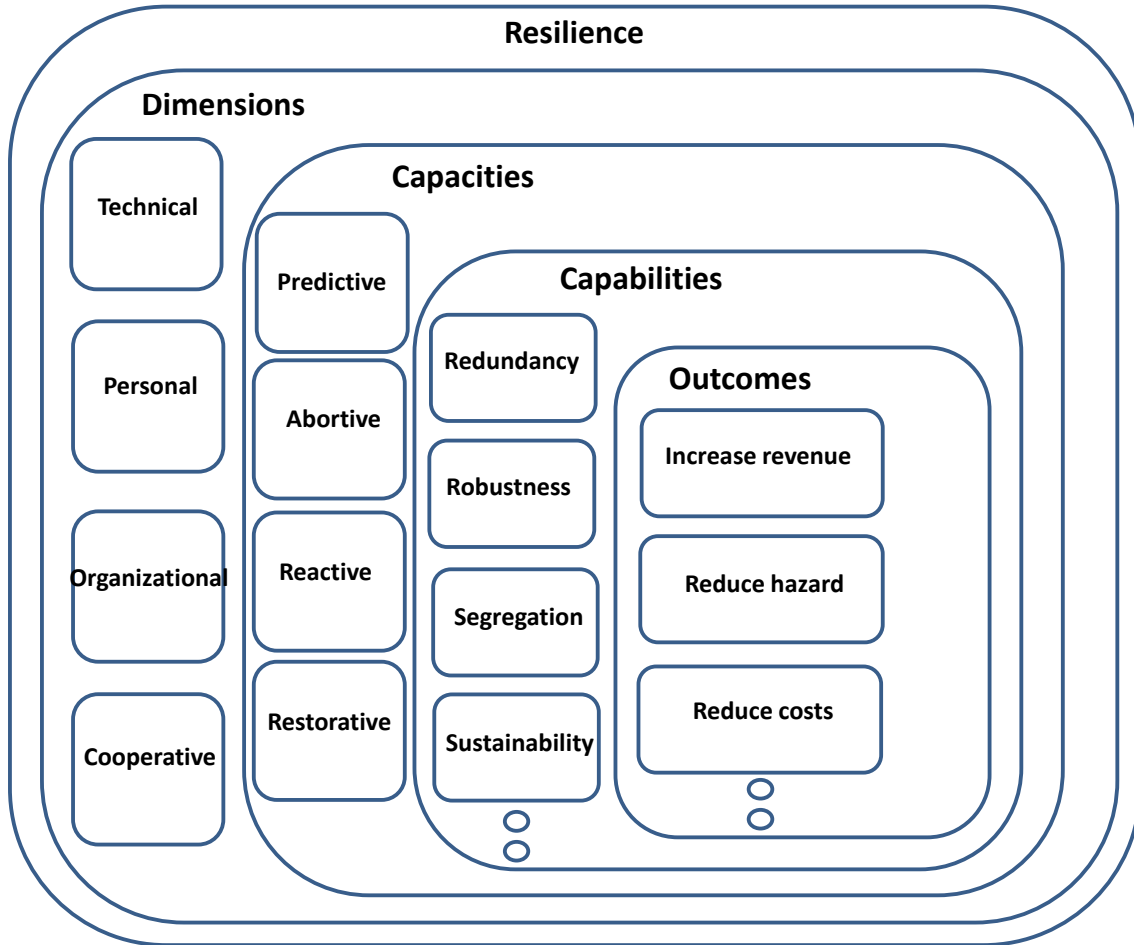 Resilience
Dimensions
Technical
Personal
Organizational
Cooperative
Capacities
Predictive
Abortive
Reactive
Restorative
Capabilities
Redundancy
Robustness
Segregation
Sustainability
Outcomes
Increase revenue
Reduce hazard
Reduce costs